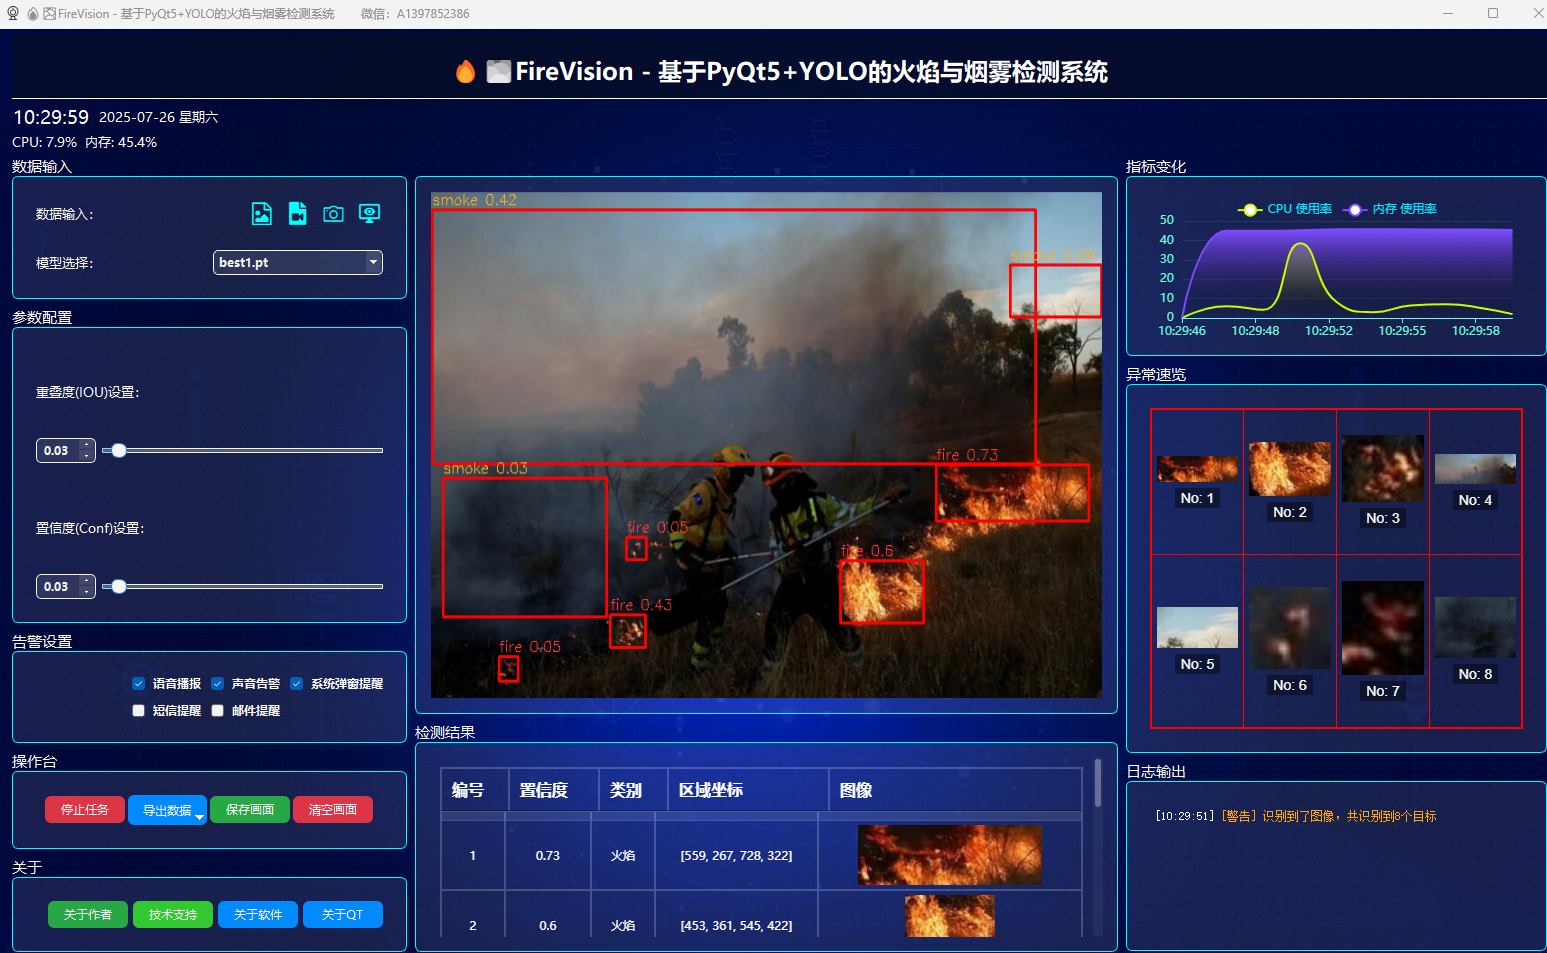 FireVision - 基于PyQt5+YOLO的火焰与烟雾检测系统 微信：A1397852386
FireVision - 基于PyQt5+YOLO的火焰与烟雾检测系统
10:29:59 2025-07-26 星期六
CPU: 7.9% 内存: 45.4%
数据输入
数据输入：
模型选择：
best1.pt
参数配置
重叠度(IOU)设置：
0.03
置信度(Conf)设置：
0.03
告警设置
语音播报 声音告警 系统弹窗提醒
短信提醒 邮件提醒
操作台
停止任务 导出数据 保存画面 清空画面
关于
关于作者 技术支持 关于软件 关于QT
smoke 0.42
smoke
fire 0.73
smoke 0.03
fire 0.05
fire 0.6
fire 0.43
fire 0.05
检测结果
编号 置信度 类别 区域坐标 图像
1 0.73 火焰 [559, 267, 728, 322]
2 0.6 火焰 [453, 361, 545, 422]
指标变化
CPU 使用率 内存 使用率
50
40
30
20
10
0
10:29:46 10:29:48 10:29:52 10:29:55 10:29:58
异常速览
No: 1 No: 2 No: 3 No: 4
No: 5 No: 6 No: 7 No: 8
日志输出
[10:29:51] [警告] 识别到了图像，共识别到8个目标